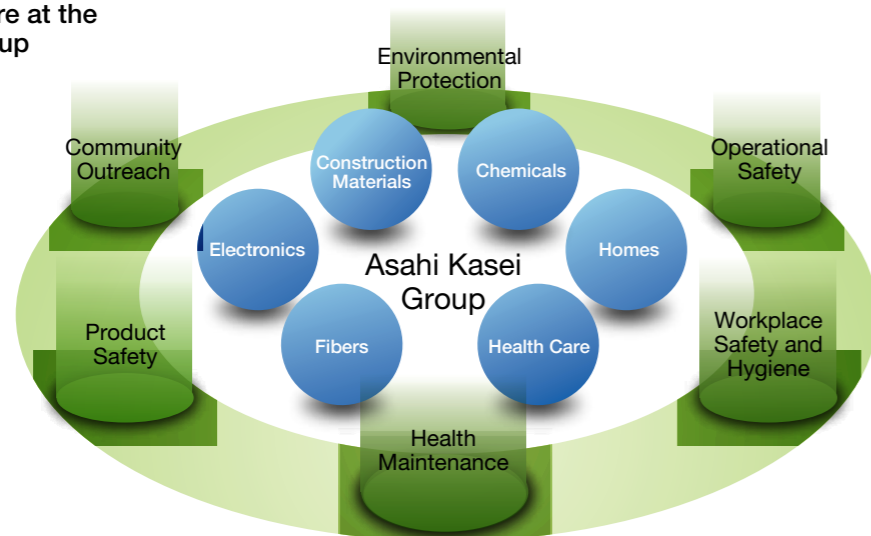 re at the
up
Environmental
Protection
Community
Outreach
Operational
Safety
Construction
Materials
Chemicals
Electronics
Homes
Asahi Kasei
Group
Product
Safety
Fibers
Health Care
Workplace
Safety and
Hygiene
Health
Maintenance